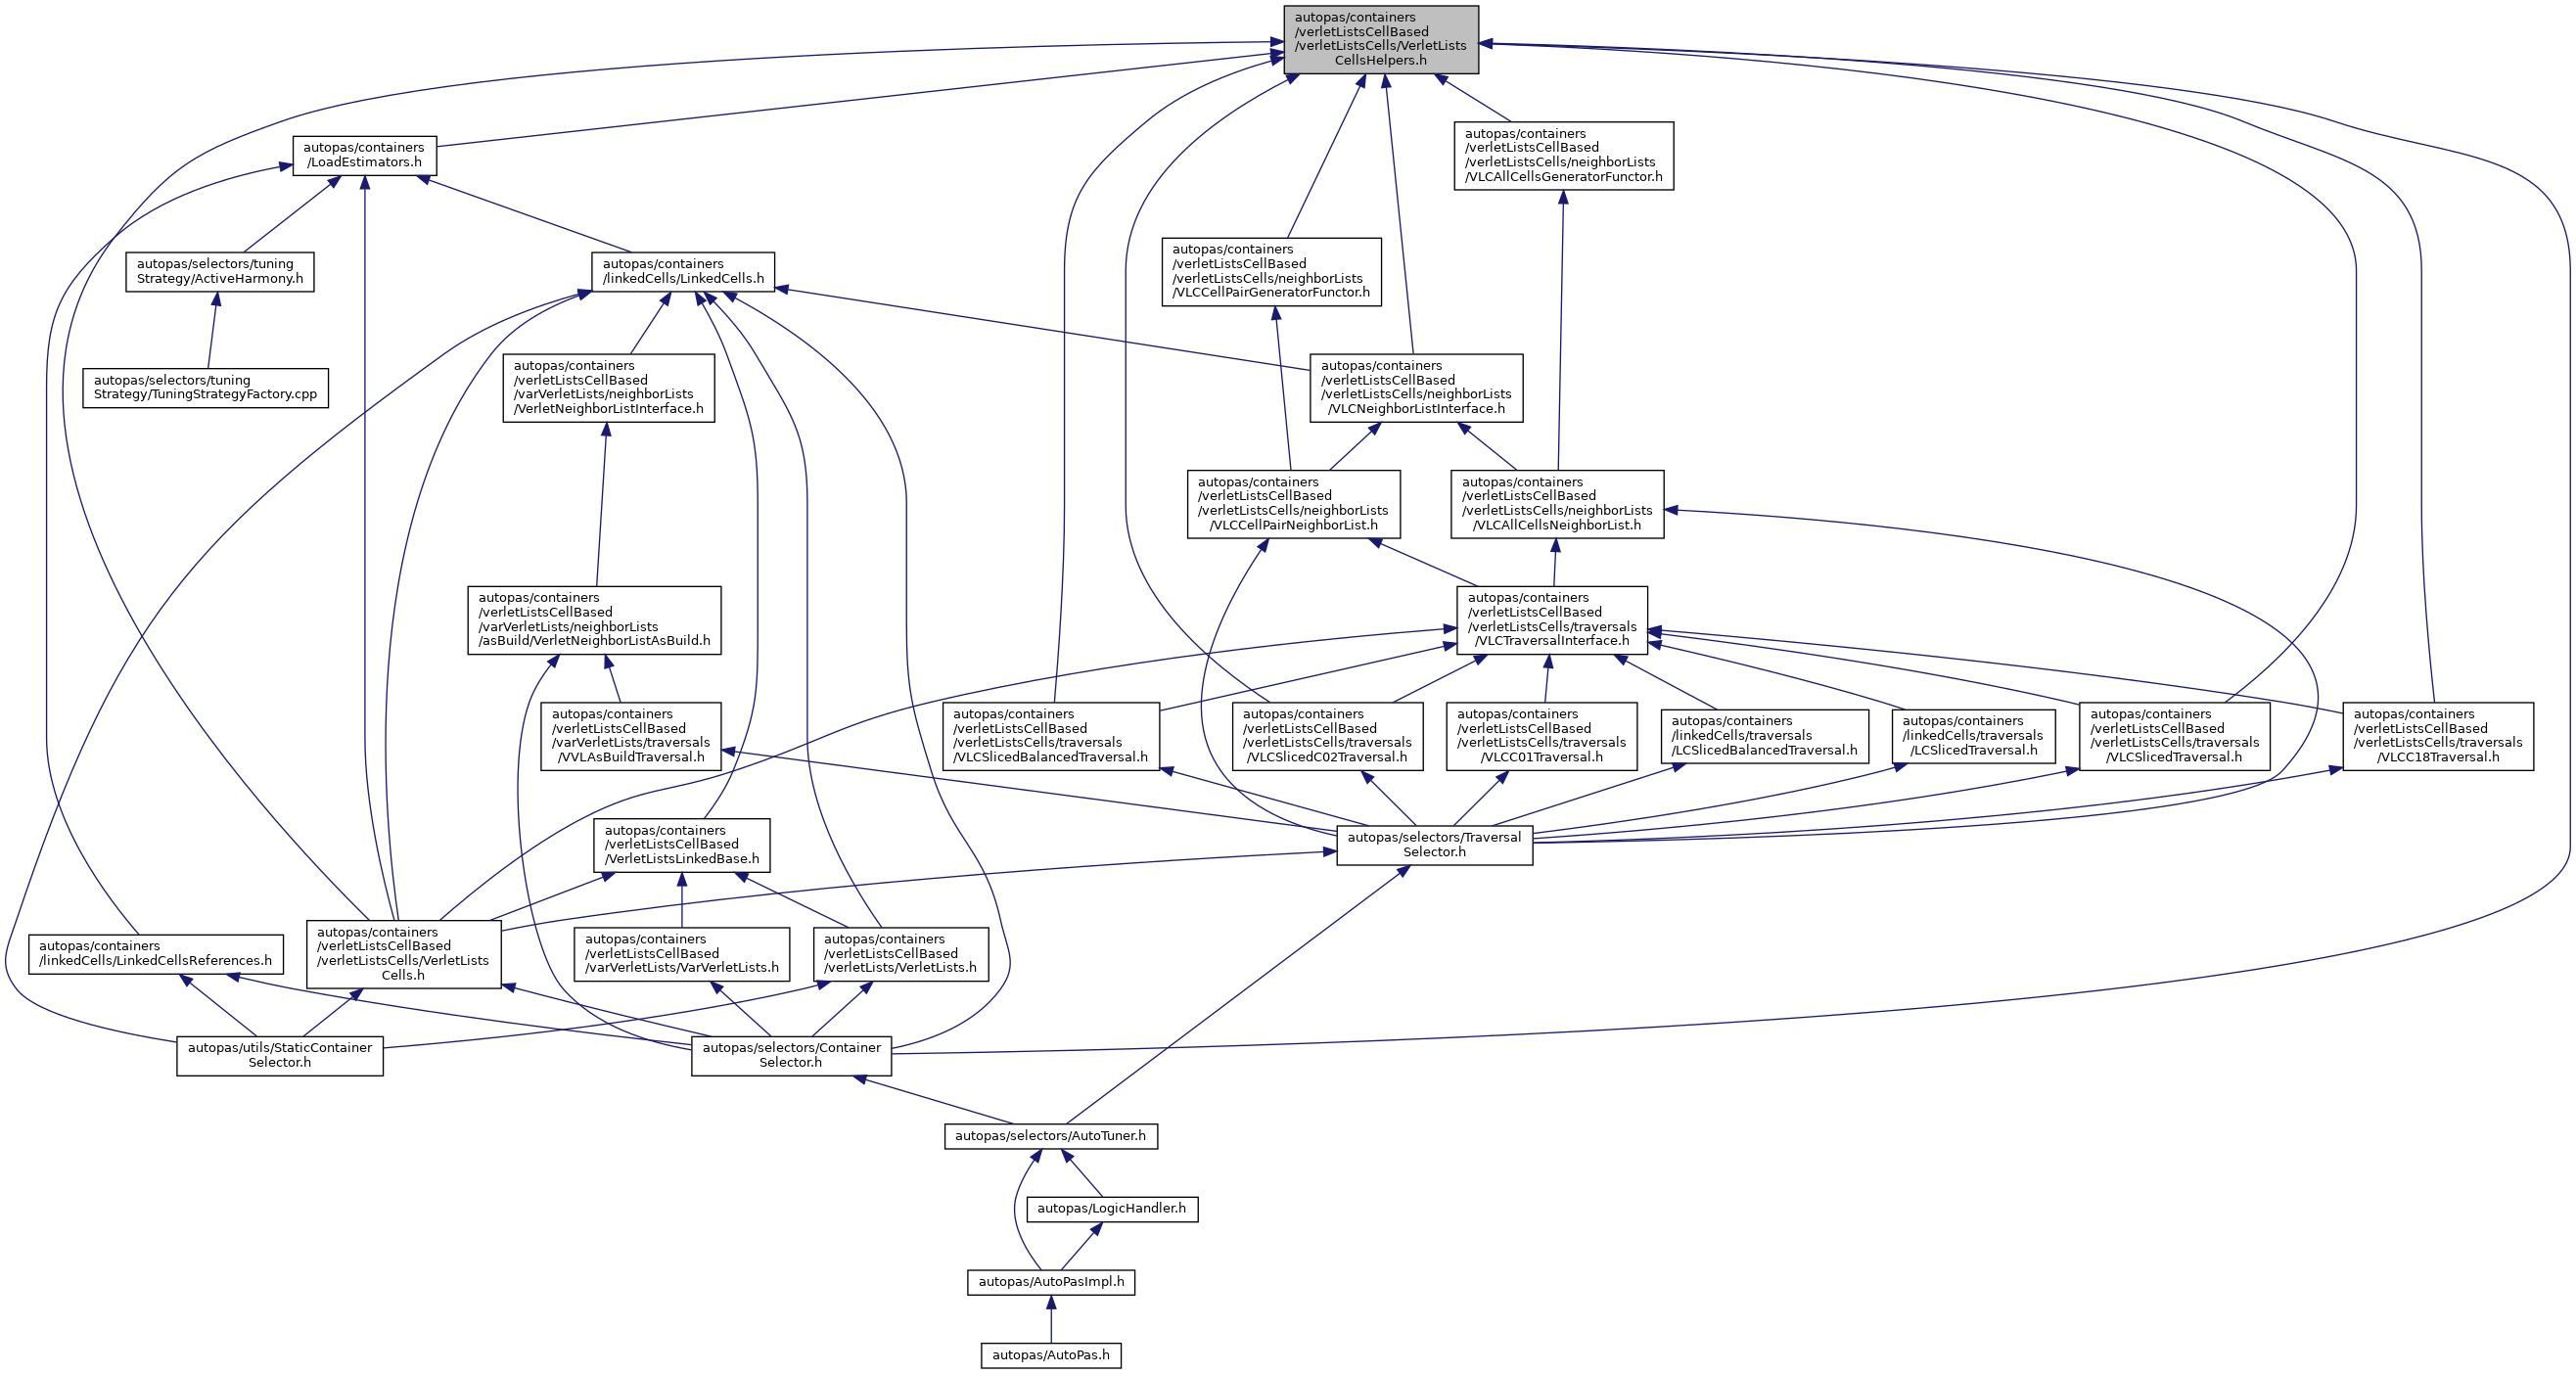 autopas/containers
/verletListsCellBased
/verletListsCells/VerletLists
CellsHelpers.h
autopas/containers
/LoadEstimators.h
autopas/containers
/verletListsCellBased
/verletListsCells/neighborLists
/VLCAllCellsGeneratorFunctor.h
autopas/selectors/tuning
Strategy/ActiveHarmony.h
autopas/containers
/linkedCells/LinkedCells.h
autopas/containers
/verletListsCellBased
/verletListsCells/neighborLists
/VLCCellPairGeneratorFunctor.h
autopas/selectors/tuning
Strategy/TuningStrategyFactory.cpp
autopas/containers
/verletListsCellBased
/varVerletLists/neighborLists
/VerletNeighborListInterface.h
autopas/containers
/verletListsCellBased
/verletListsCells/neighborLists
/VLCNeighborListInterface.h
autopas/containers
/verletListsCellBased
/verletListsCells/neighborLists
/VLCCellPairNeighborList.h
autopas/containers
/verletListsCellBased
/verletListsCells/neighborLists
/VLCAllCellsNeighborList.h
autopas/containers
/verletListsCellBased
/varVerletLists/neighborLists
/asBuild/VerletNeighborListAsBuild.h
autopas/containers
/verletListsCellBased
/verletListsCells/traversals
/VLCTraversalInterface.h
autopas/containers
/verletListsCellBased
/varVerletLists/traversals
/VVLAsBuildTraversal.h
autopas/containers
/verletListsCellBased
/verletListsCells/traversals
/VLCSlicedBalancedTraversal.h
autopas/containers
/verletListsCellBased
/verletListsCells/traversals
/VLCSlicedC02Traversal.h
autopas/containers
/verletListsCellBased
/verletListsCells/traversals
/VLCC01Traversal.h
autopas/containers
/linkedCells/traversals
/LCSlicedBalancedTraversal.h
autopas/containers
/linkedCells/traversals
/LCSlicedTraversal.h
autopas/containers
/verletListsCellBased
/verletListsCells/traversals
/VLCSlicedTraversal.h
autopas/containers
/verletListsCellBased
/verletListsCells/traversals
/VLCC18Traversal.h
autopas/containers
/verletListsCellBased
/VerletListsLinkedBase.h
autopas/selectors/Traversal
Selector.h
autopas/containers
/linkedCells/LinkedCellsReferences.h
autopas/containers
/verletListsCellBased
/verletListsCells/VerletLists
Cells.h
autopas/containers
/verletListsCellBased
/varVerletLists/VarVerletLists.h
autopas/containers
/verletListsCellBased
/verletLists/VerletLists.h
autopas/utils/StaticContainer
Selector.h
autopas/selectors/Container
Selector.h
autopas/selectors/AutoTuner.h
autopas/LogicHandler.h
autopas/AutoPasImpl.h
autopas/AutoPas.h